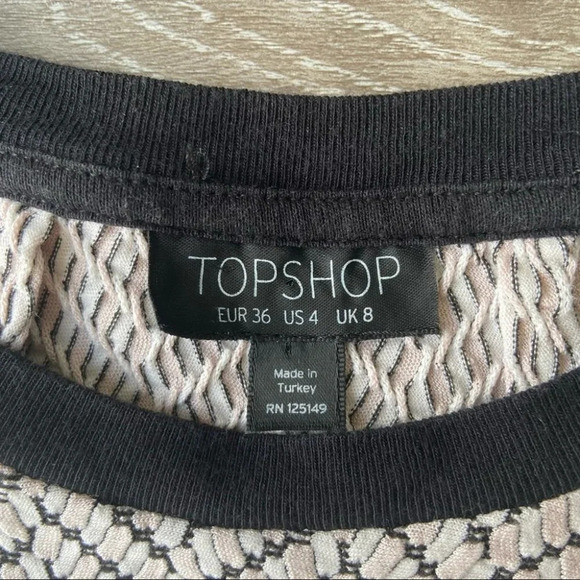 TOPSHOP
EUR 36 US 4 UK 8
Made in
Turkey
RN 125149